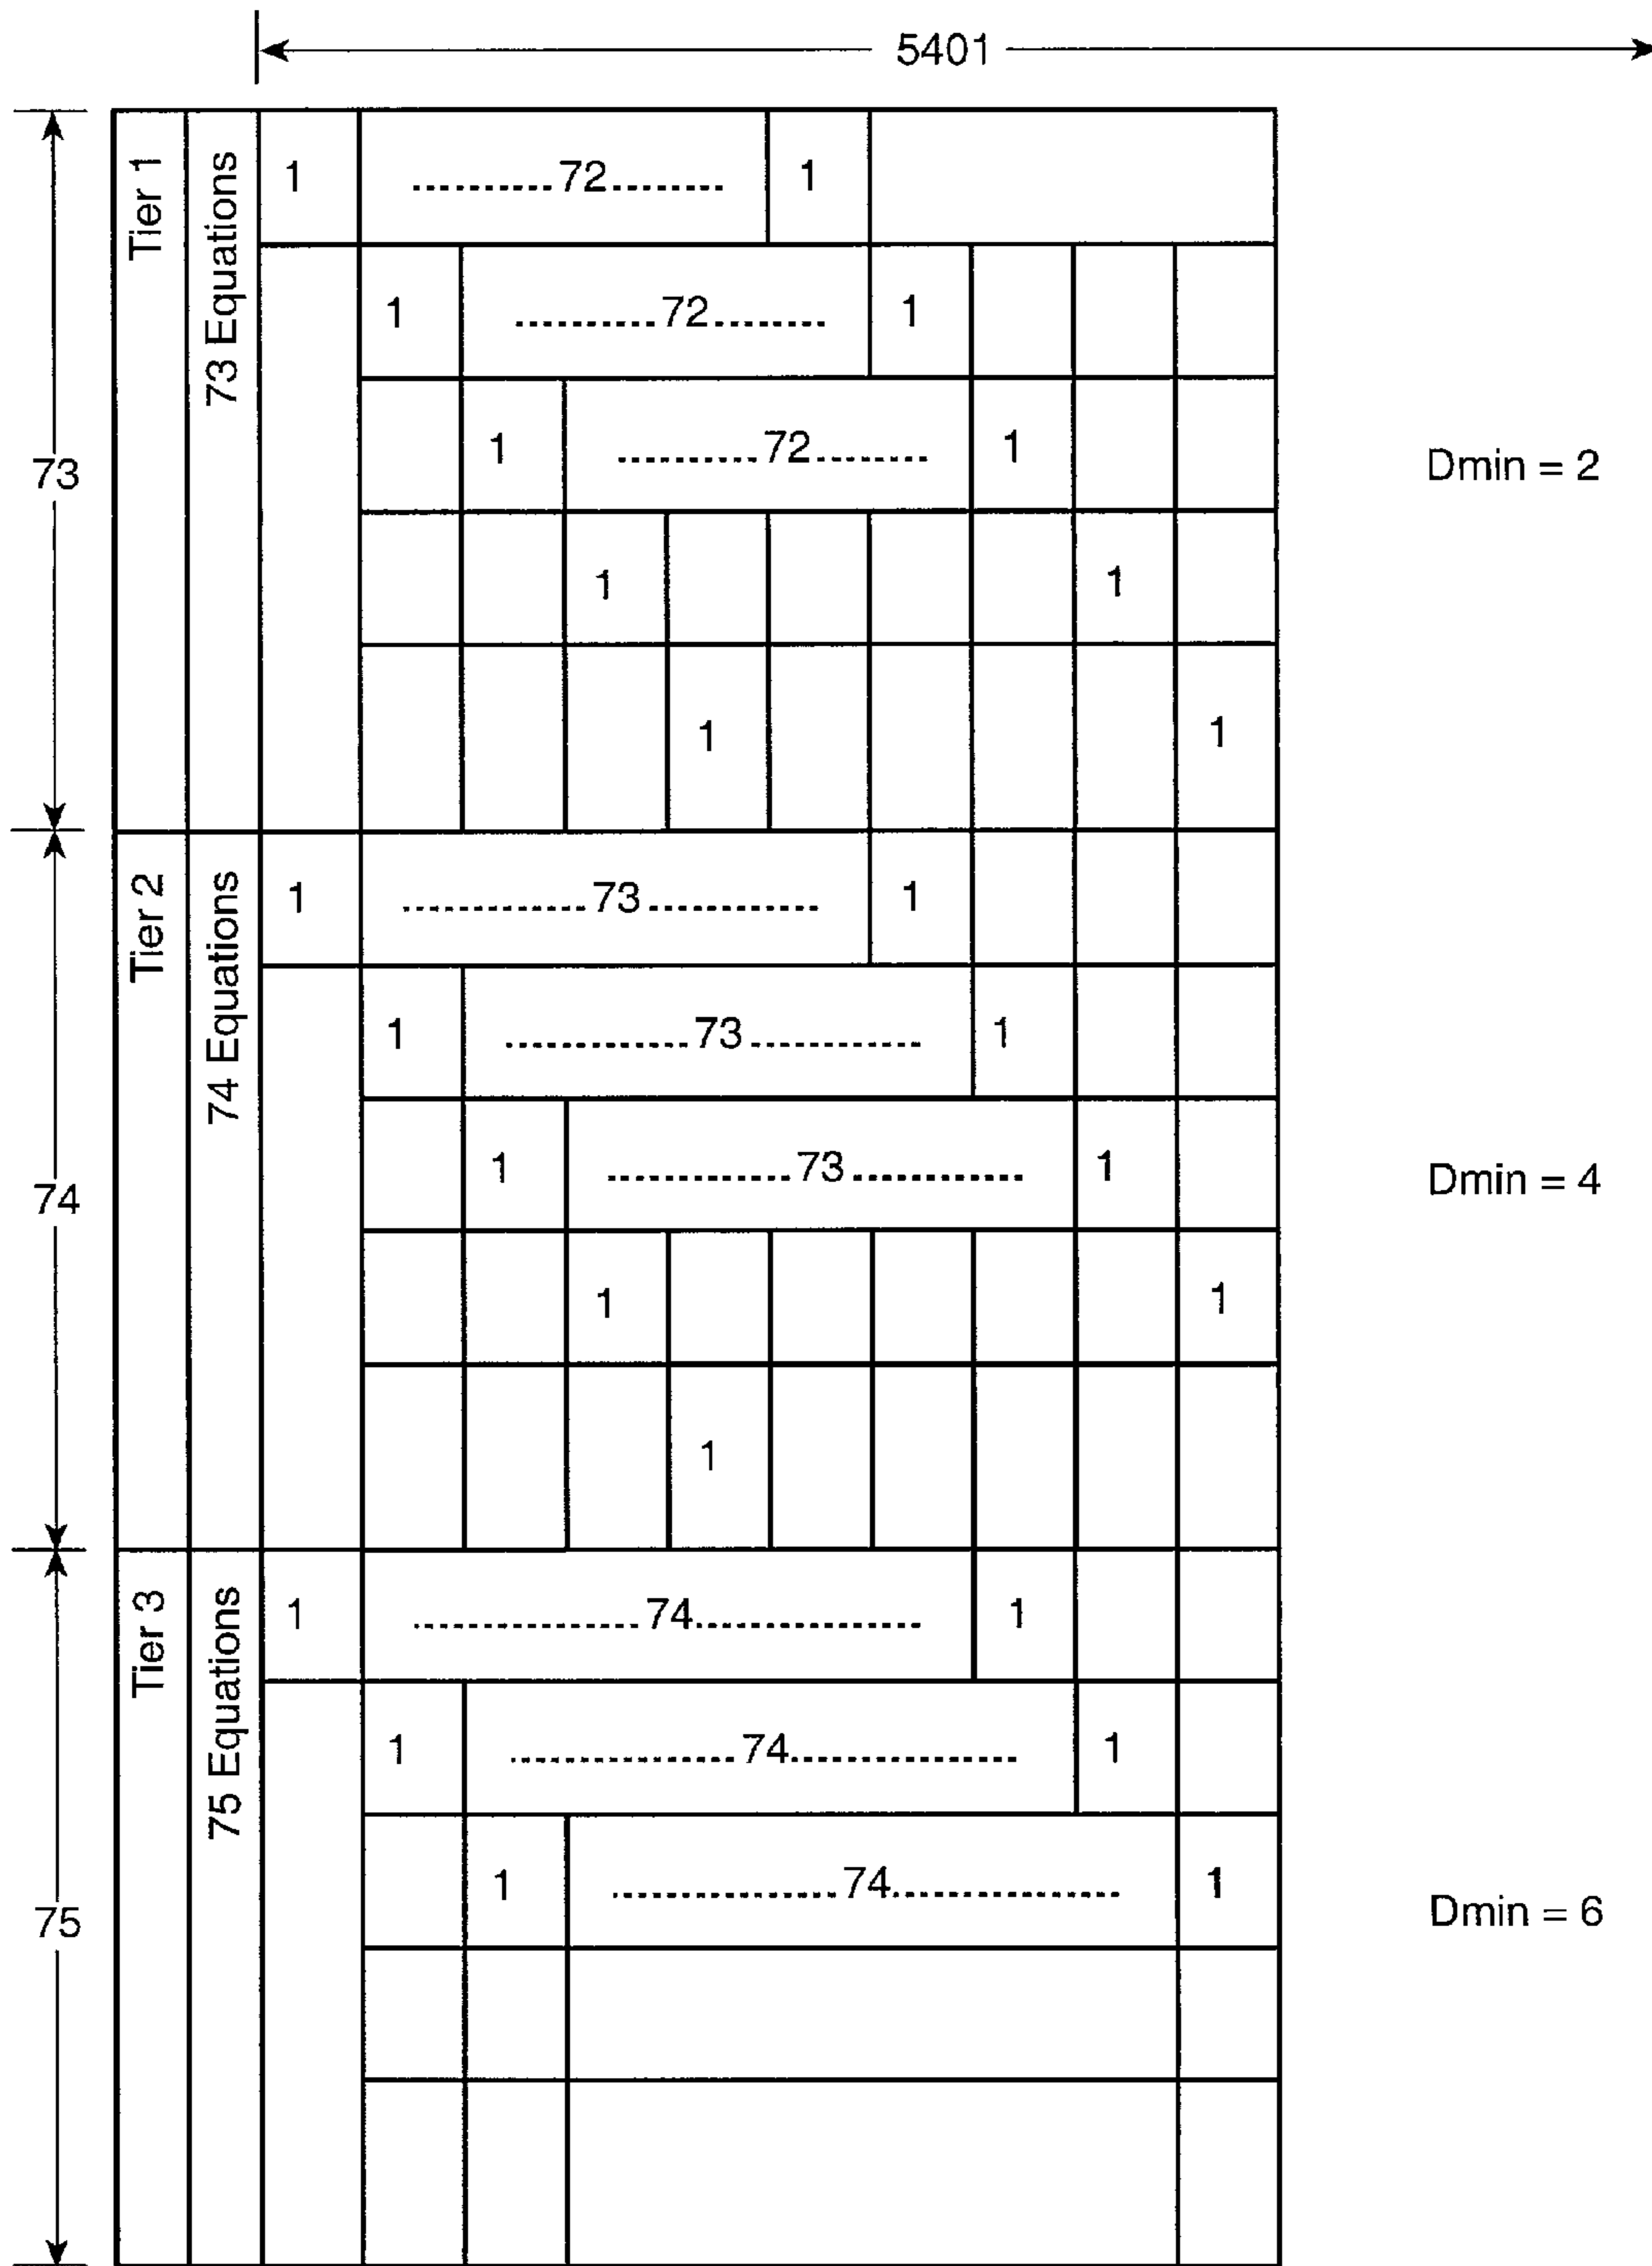 5401
Tier 1
73 Equations
1 ..........72........ 1
1 ..........72........ 1
73
1 ..........72........ 1
Dmin = 2
1 1
1 1
Tier 2
74 Equations
1 .............73............. 1
1 .............73............. 1
74
1 .............73............. 1
Dmin = 4
1 1
1
Tier 3
75 Equations
1 ................74................ 1
1 ................74................ 1
75
1 ................74................ 1
Dmin = 6